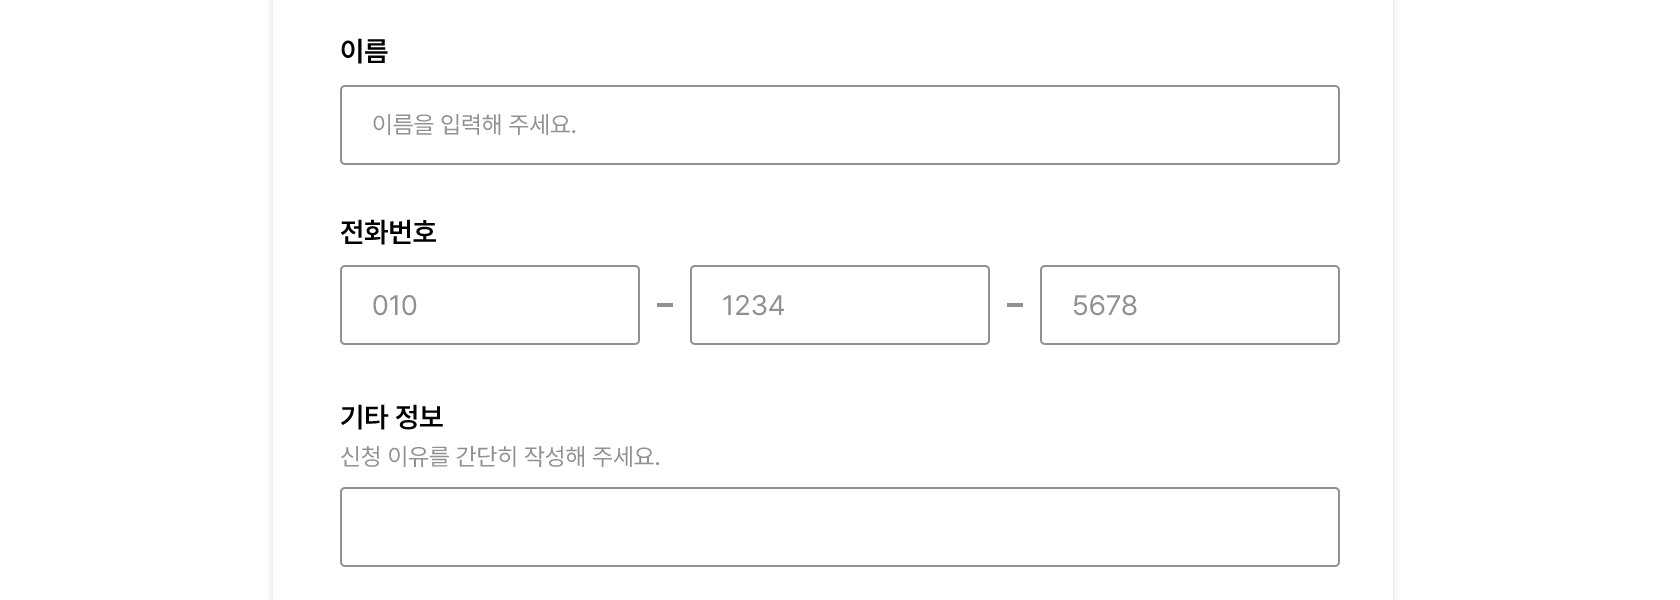 이름
이름을 입력해 주세요.
전화번호
010 – 1234 – 5678
기타 정보
신청 이유를 간단히 작성해 주세요.